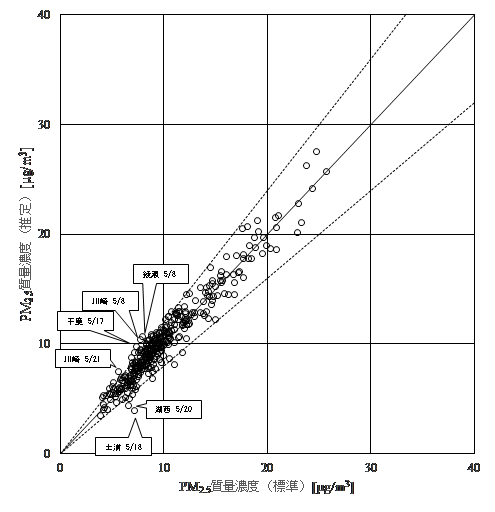 40
30
20
10
0
PM2.5質量濃度（推定）[μg/m³]
綾瀬 5/8
川崎 5/8
千葉 5/17
川崎 5/21
湖西 5/20
土浦 5/18
0
10
20
30
40
PM2.5質量濃度（標準）[μg/m³]